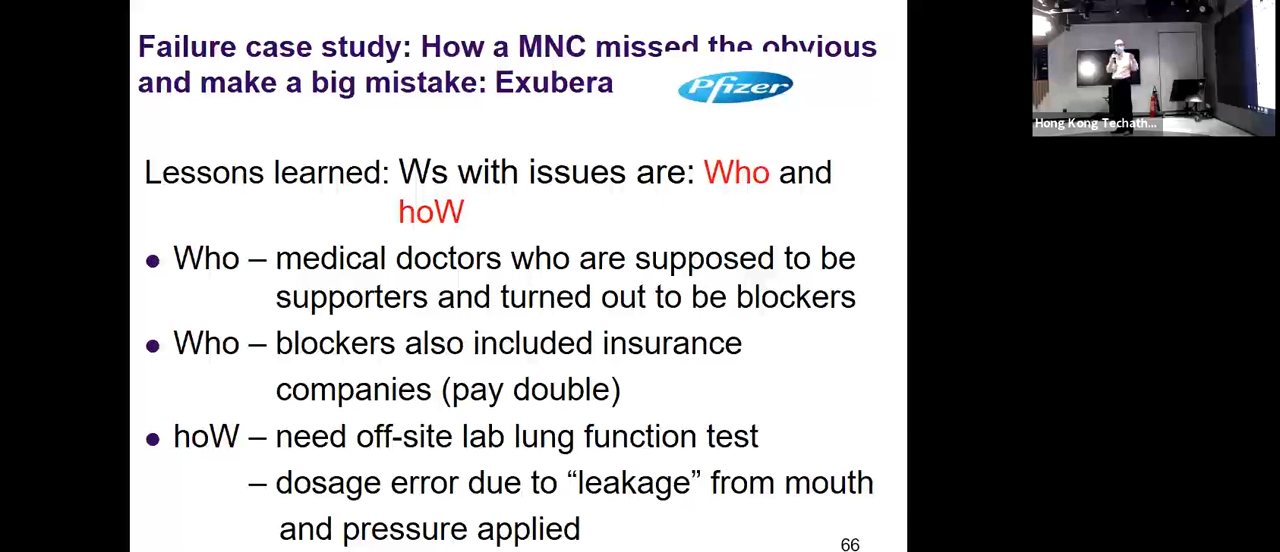 Failure case study: How a MNC missed the obvious
and make a big mistake: Exubera
Pfizer
Hong Kong Techath...
Lessons learned: Ws with issues are: Who and
hoW
• Who – medical doctors who are supposed to be
supporters and turned out to be blockers
• Who – blockers also included insurance
companies (pay double)
• hoW – need off-site lab lung function test
– dosage error due to “leakage” from mouth
and pressure applied
66